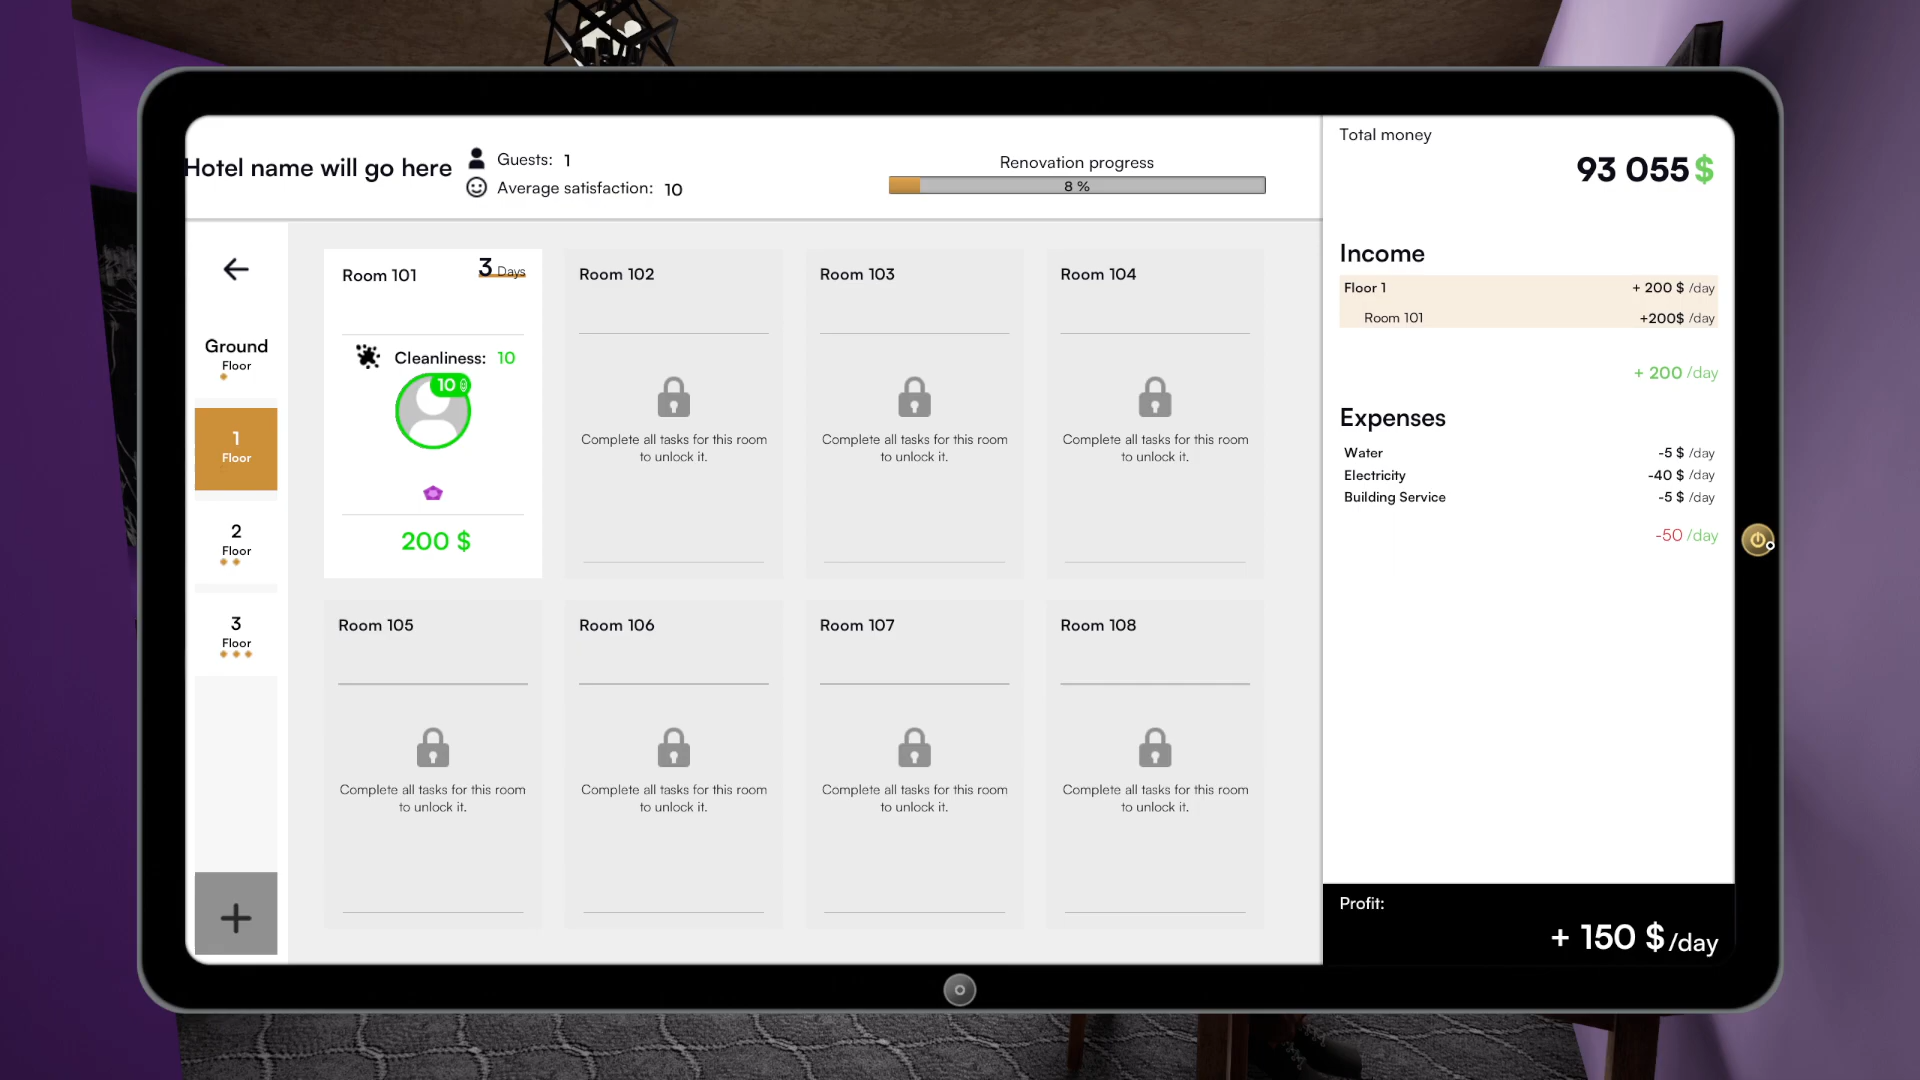 Hotel name will go here
Guests: 1
Average satisfaction: 10
Renovation progress
8 %
Total money
93 055 $
Ground
Floor
1
Floor
2
Floor
3
Floor
Room 101
3 Days
Cleanliness: 10
10
200 $
Room 102
Complete all tasks for this room
to unlock it.
Room 103
Complete all tasks for this room
to unlock it.
Room 104
Complete all tasks for this room
to unlock it.
Room 105
Complete all tasks for this room
to unlock it.
Room 106
Complete all tasks for this room
to unlock it.
Room 107
Complete all tasks for this room
to unlock it.
Room 108
Complete all tasks for this room
to unlock it.
Income
Floor 1 + 200 $ /day
Room 101 +200$ /day
+ 200 /day
Expenses
Water -5 $ /day
Electricity -40 $ /day
Building Service -5 $ /day
-50 /day
Profit:
+ 150 $/day